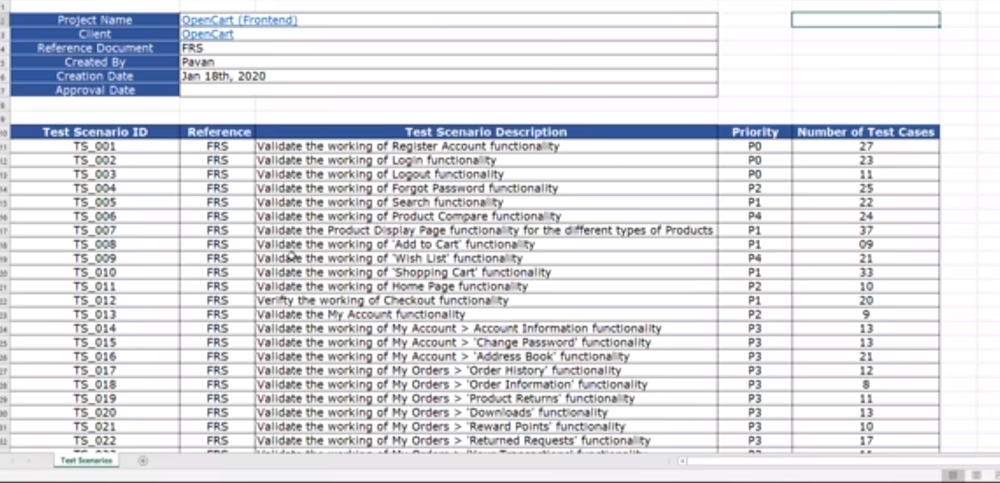 Project Name OpenCart (Frontend)
Client OpenCart
Reference Document FRS
Created By Pavan
Creation Date Jan 18th, 2020
Approval Date
Test Scenario ID Reference Test Scenario Description Priority Number of Test Cases
TS_001 FRS Validate the working of Register Account functionality P0 27
TS_002 FRS Validate the working of Login functionality P0 23
TS_003 FRS Validate the working of Logout functionality P0 11
TS_004 FRS Validate the working of Forgot Password functionality P2 25
TS_005 FRS Validate the working of Search functionality P1 22
TS_006 FRS Validate the working of Product Compare functionality P4 24
TS_007 FRS Validate the Product Display Page functionality for the different types of Products P1 37
TS_008 FRS Validate the working of 'Add to Cart' functionality P1 09
TS_009 FRS Validate the working of 'Wish List' functionality P4 21
TS_010 FRS Validate the working of 'Shopping Cart' functionality P1 33
TS_011 FRS Validate the working of Home Page functionality P2 10
TS_012 FRS Verifty the working of Checkout functionality P1 20
TS_013 FRS Validate the My Account functionality P2 9
TS_014 FRS Validate the working of My Account > Account Information functionality P3 13
TS_015 FRS Validate the working of My Account > 'Change Password' functionality P3 13
TS_016 FRS Validate the working of My Account > 'Address Book' functionality P3 21
TS_017 FRS Validate the working of My Orders > 'Order History' functionality P3 12
TS_018 FRS Validate the working of My Orders > 'Order Information' functionality P3 8
TS_019 FRS Validate the working of My Orders > 'Product Returns' functionality P3 11
TS_020 FRS Validate the working of My Orders > 'Downloads' functionality P3 13
TS_021 FRS Validate the working of My Orders > 'Reward Points' functionality P3 10
TS_022 FRS Validate the working of My Orders > 'Returned Requests' functionality P3 17
Test Scenarios